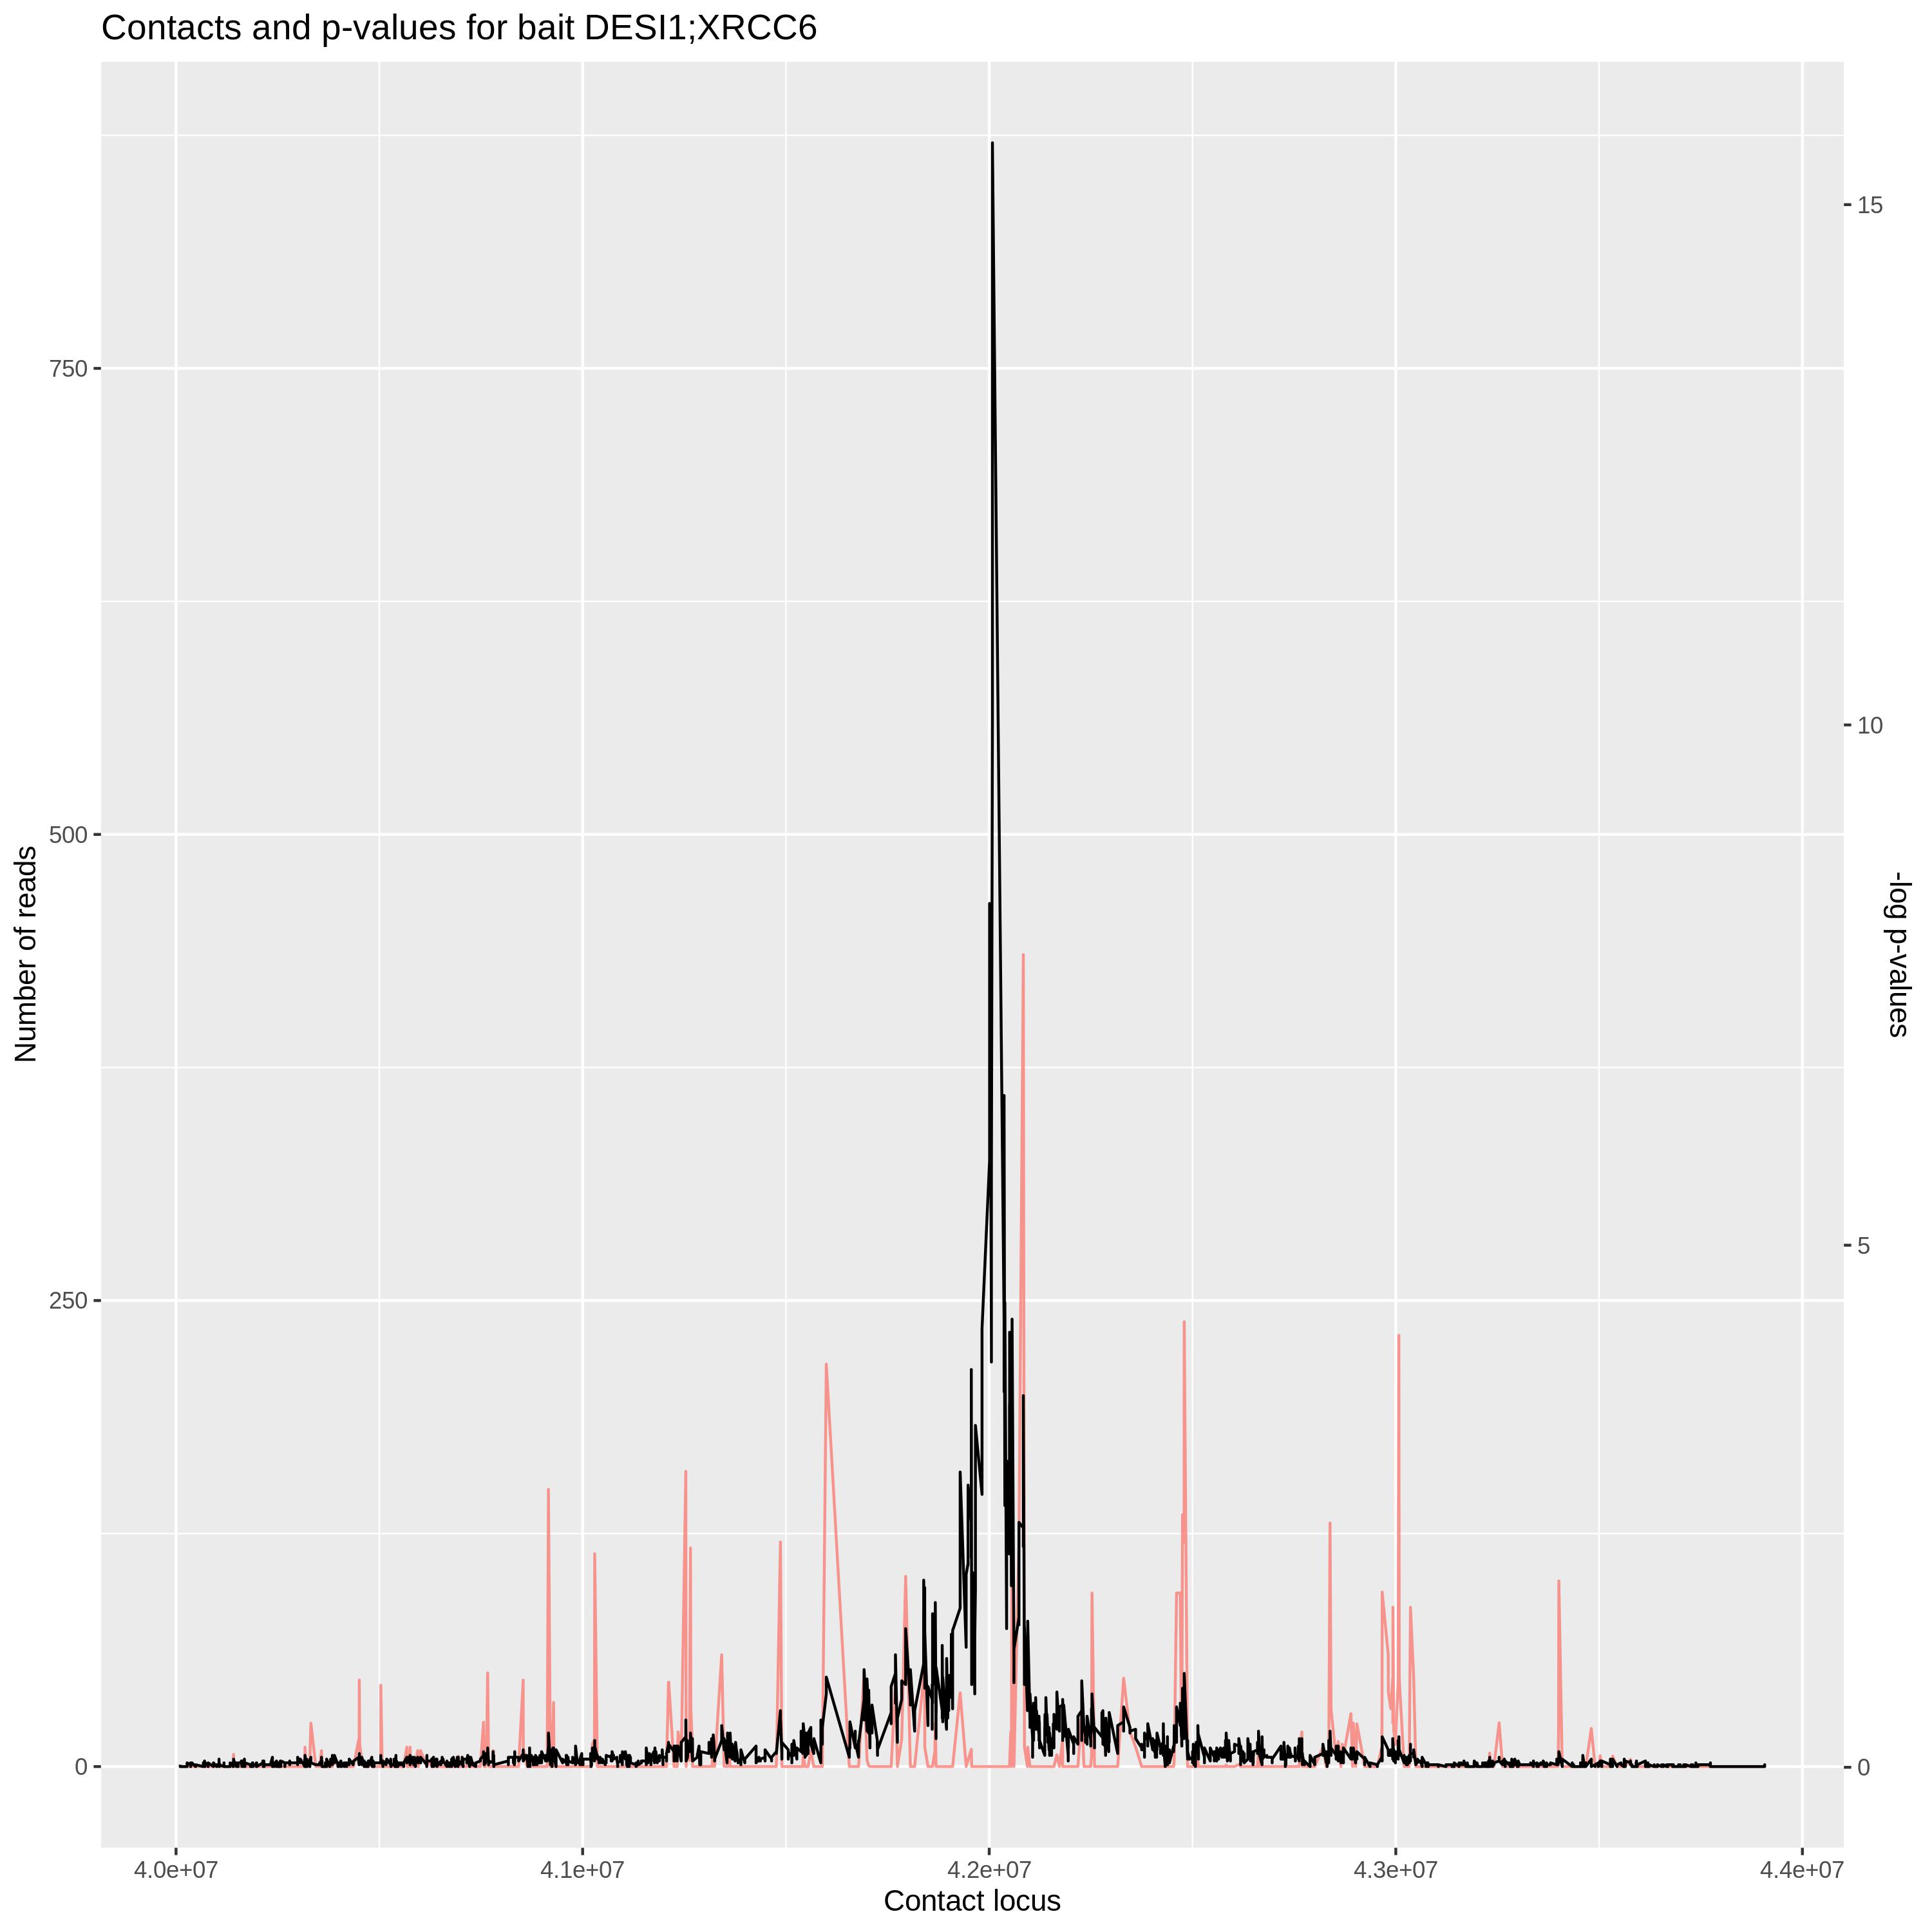 Contacts and p-values for bait DESI1;XRCC6
Number of reads
750
500
250
0
15
10
5
0
-log p-values
4.0e+07 4.1e+07 4.2e+07 4.3e+07 4.4e+07
Contact locus